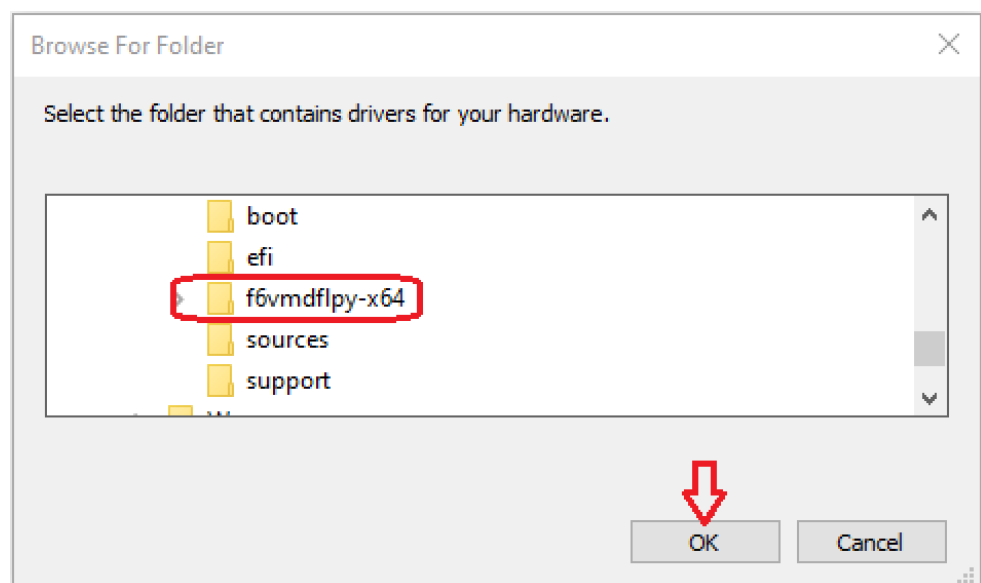 Browse For Folder
Select the folder that contains drivers for your hardware.
boot
efi
f6vmdflpy-x64
sources
support
OK Cancel